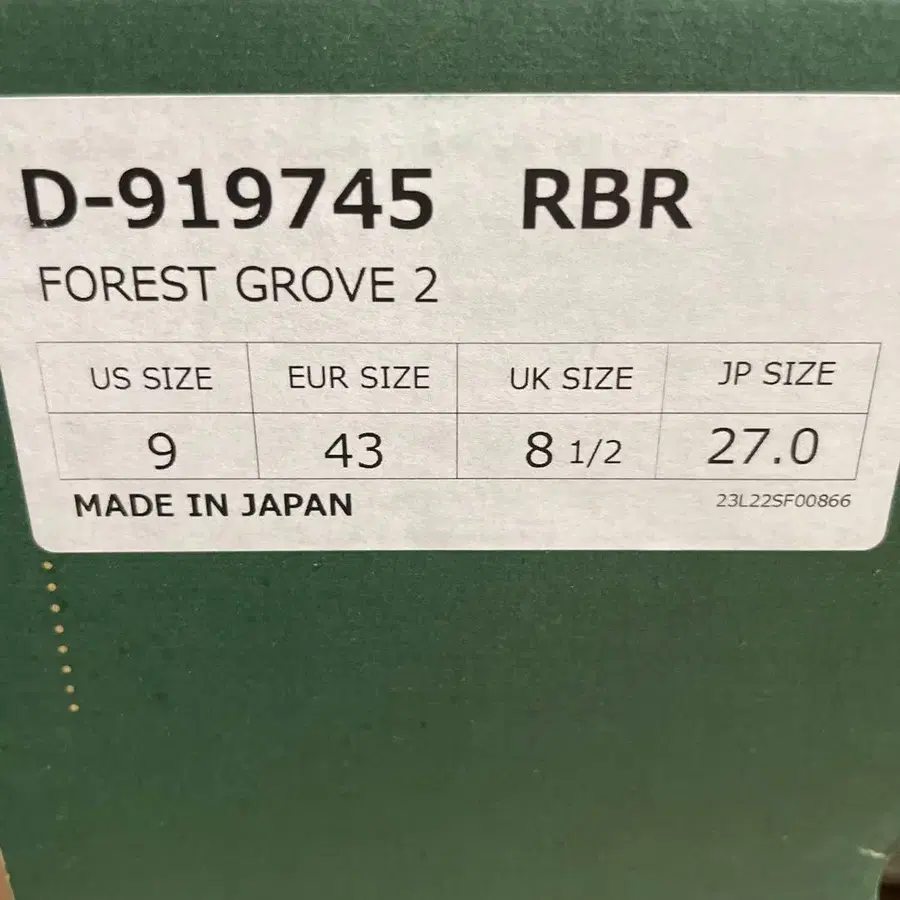 D-919745 RBR
FOREST GROVE 2
US SIZE EUR SIZE UK SIZE JP SIZE
9 43 8 1/2 27.0
MADE IN JAPAN 23L22SF00866